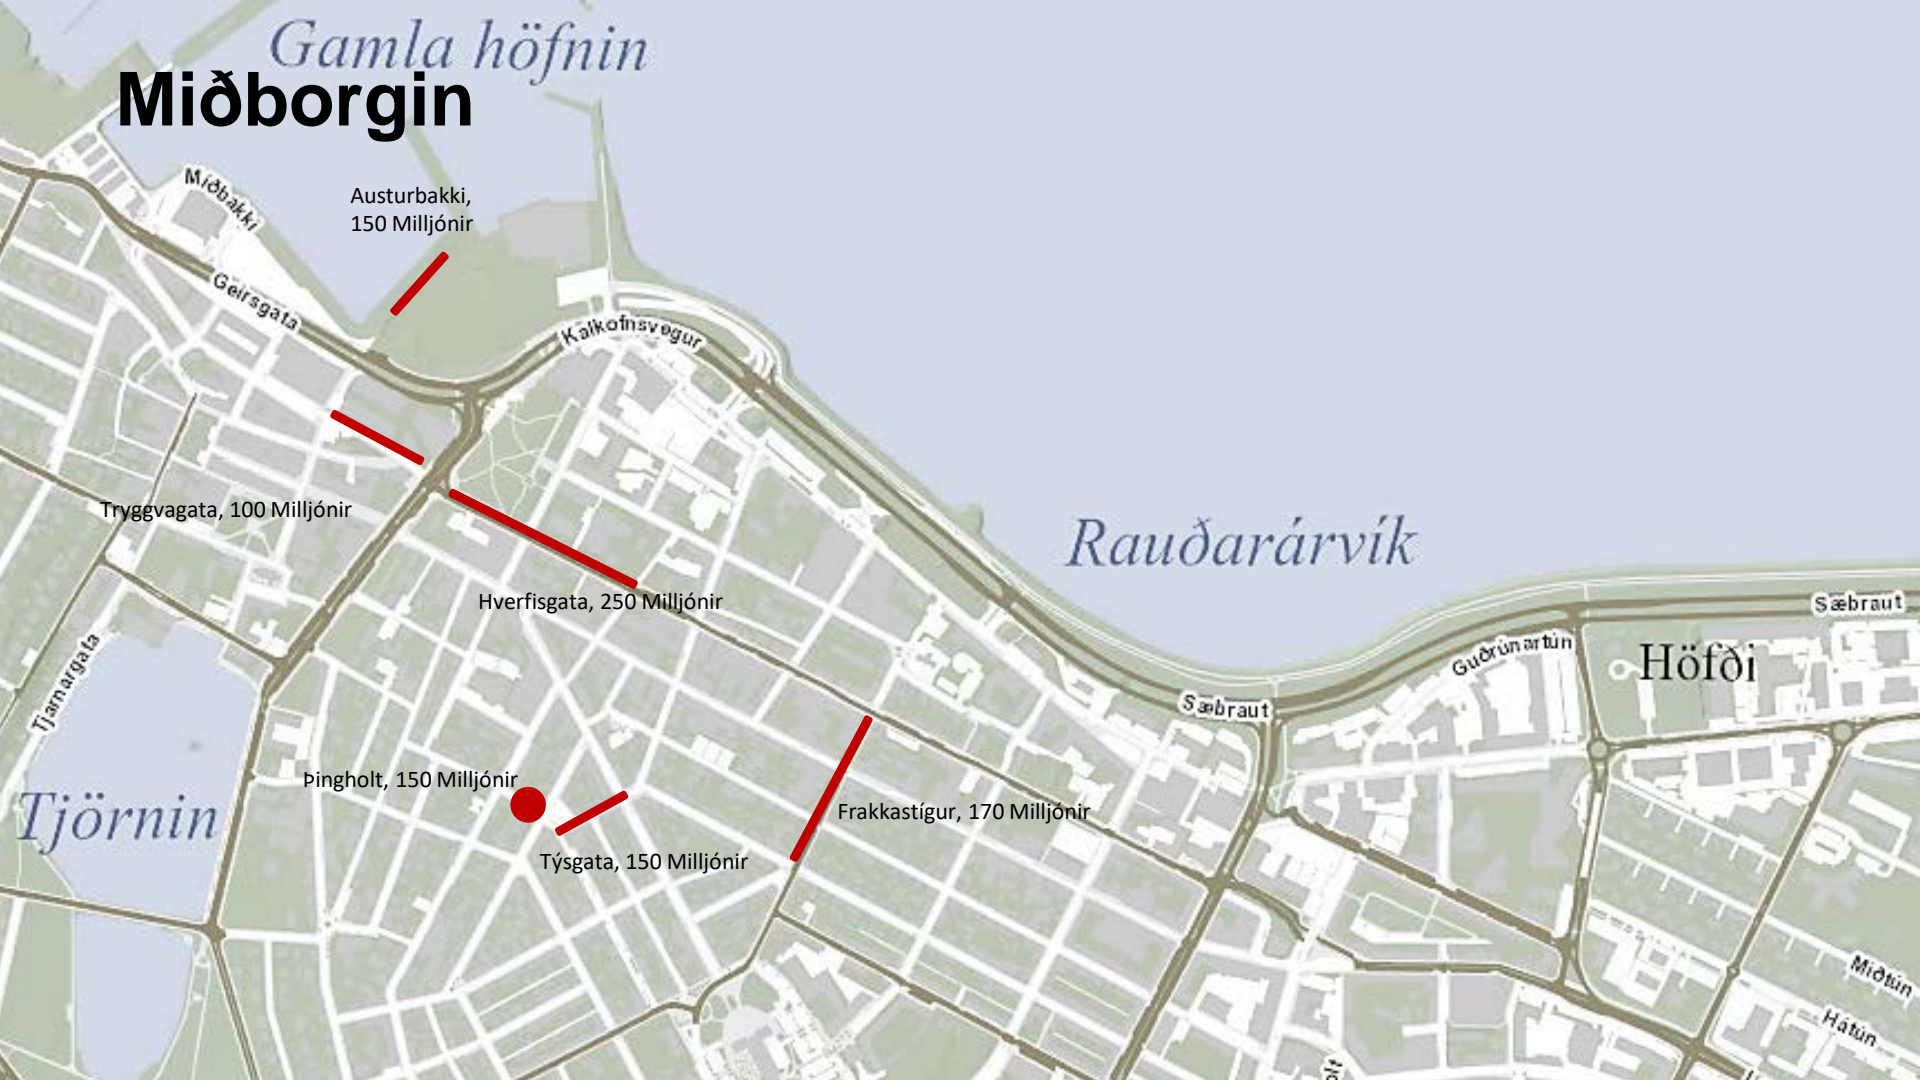 Gamla höfnin
Miðborgin
Miðbakki
Austurbakki,
150 Milljónir
Geirsgata
Kalkofnsvegur
Tryggvagata, 100 Milljónir
Rauðarárvík
Hverfisgata, 250 Milljónir
Sæbraut
Guðrúnartún
Höfði
Tjarnargata
Sæbraut
Þingholt, 150 Milljónir
Tjörnin
Frakkastígur, 170 Milljónir
Týsgata, 150 Milljónir
Miðtún
Hátún